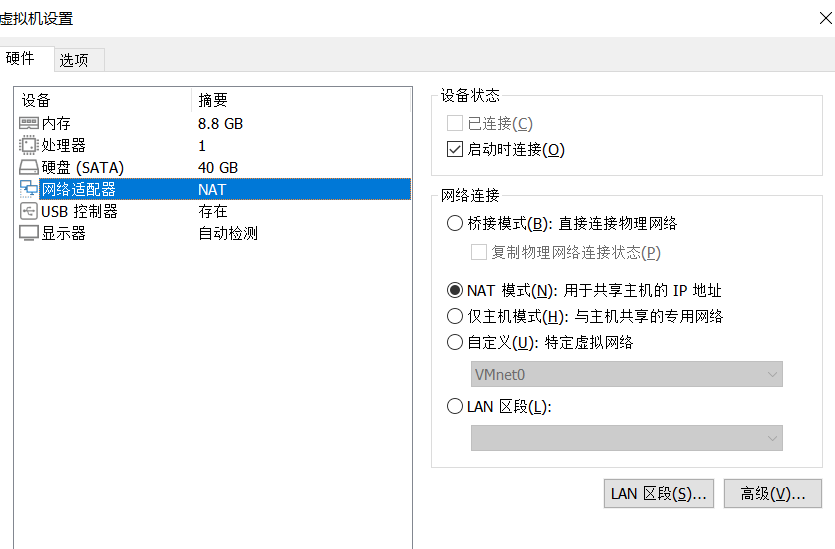 虚拟机设置
硬件
选项
设备
摘要
内存
8.8 GB
处理器
1
硬盘 (SATA)
40 GB
网络适配器
NAT
USB 控制器
存在
显示器
自动检测
设备状态
已连接(C)
启动时连接(O)
网络连接
桥接模式(B): 直接连接物理网络
复制物理网络连接状态(P)
NAT 模式(N): 用于共享主机的 IP 地址
仅主机模式(H): 与主机共享的专用网络
自定义(U): 特定虚拟网络
VMnet0
LAN 区段(L):
LAN 区段(S)...
高级(V)...